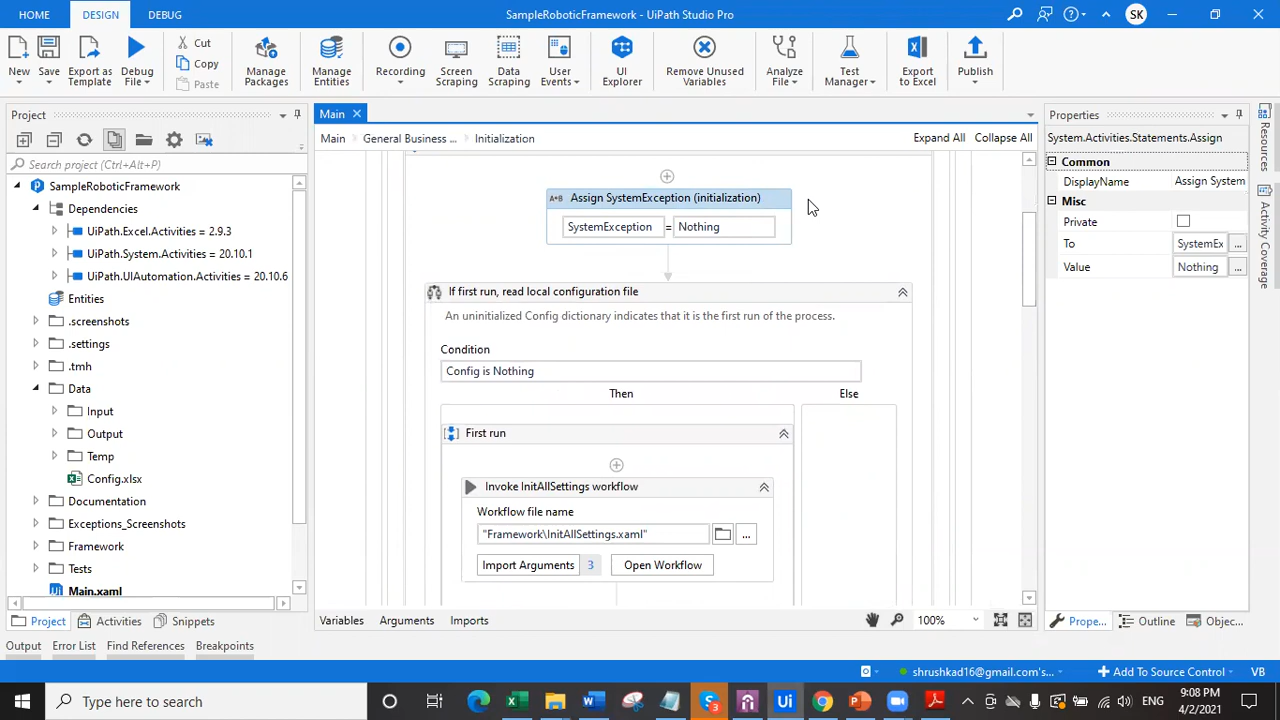 HOME DESIGN DEBUG SampleRoboticFramework - UiPath Studio Pro SK
New Save Export as Template Debug File Cut Copy Paste Manage Packages Manage Entities Recording Screen Scraping Data Scraping User Events UI Explorer Remove Unused Variables Analyze File Test Manager Export to Excel Publish
Project
Search project (Ctrl+Alt+P)
SampleRoboticFramework
Dependencies
UiPath.Excel.Activities = 2.9.3
UiPath.System.Activities = 20.10.1
UiPath.UIAutomation.Activities = 20.10.6
Entities
.screenshots
.settings
.tmh
Data
Input
Output
Temp
Config.xlsx
Documentation
Exceptions_Screenshots
Framework
Tests
Main.xaml
Project Activities Snippets
Main
Main General Business ... Initialization Expand All Collapse All
A+B Assign SystemException (initialization)
SystemException = Nothing
If first run, read local configuration file
An uninitialized Config dictionary indicates that it is the first run of the process.
Condition
Config is Nothing
Then Else
First run
Invoke InitAllSettings workflow
Workflow file name
"Framework\InitAllSettings.xaml" ...
Import Arguments 3 Open Workflow
Variables Arguments Imports 100%
Properties
System.Activities.Statements.Assign
Common
DisplayName Assign System
Misc
Private
To SystemEx ...
Value Nothing ...
Prope... Outline Objec...
Resources
Activity Coverage
Output Error List Find References Breakpoints
shrushkad16@gmail.com's... Add To Source Control VB
Type here to search
Ui
ENG 9:08 PM
4/2/2021